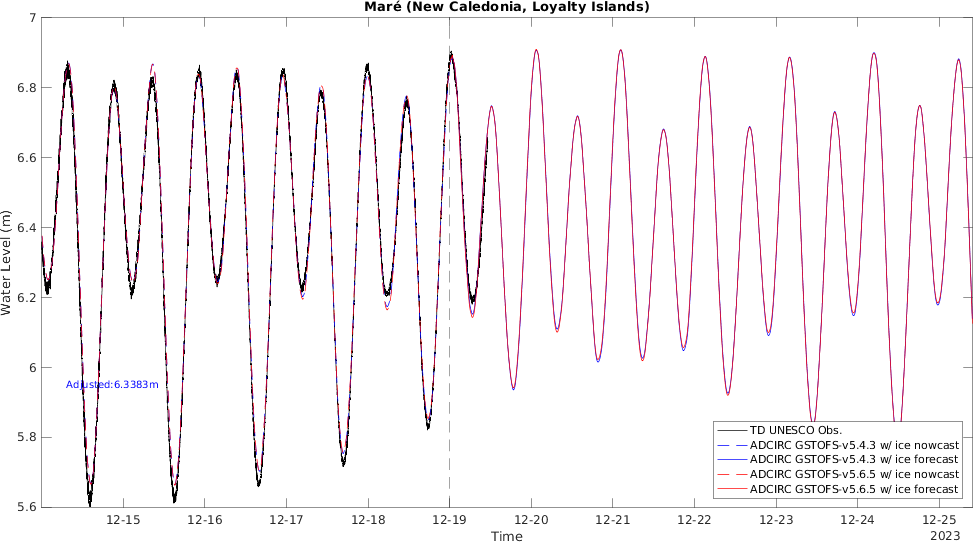 Maré (New Caledonia, Loyalty Islands)
7
6.8
6.6
6.4
6.2
6
5.8
5.6
Water Level (m)
Adjusted:6.3383m
TD UNESCO Obs.
ADCIRC GSTOFS-v5.4.3 w/ ice nowcast
ADCIRC GSTOFS-v5.4.3 w/ ice forecast
ADCIRC GSTOFS-v5.6.5 w/ ice nowcast
ADCIRC GSTOFS-v5.6.5 w/ ice forecast
12-15 12-16 12-17 12-18 12-19 12-20 12-21 12-22 12-23 12-24 12-25
Time
2023